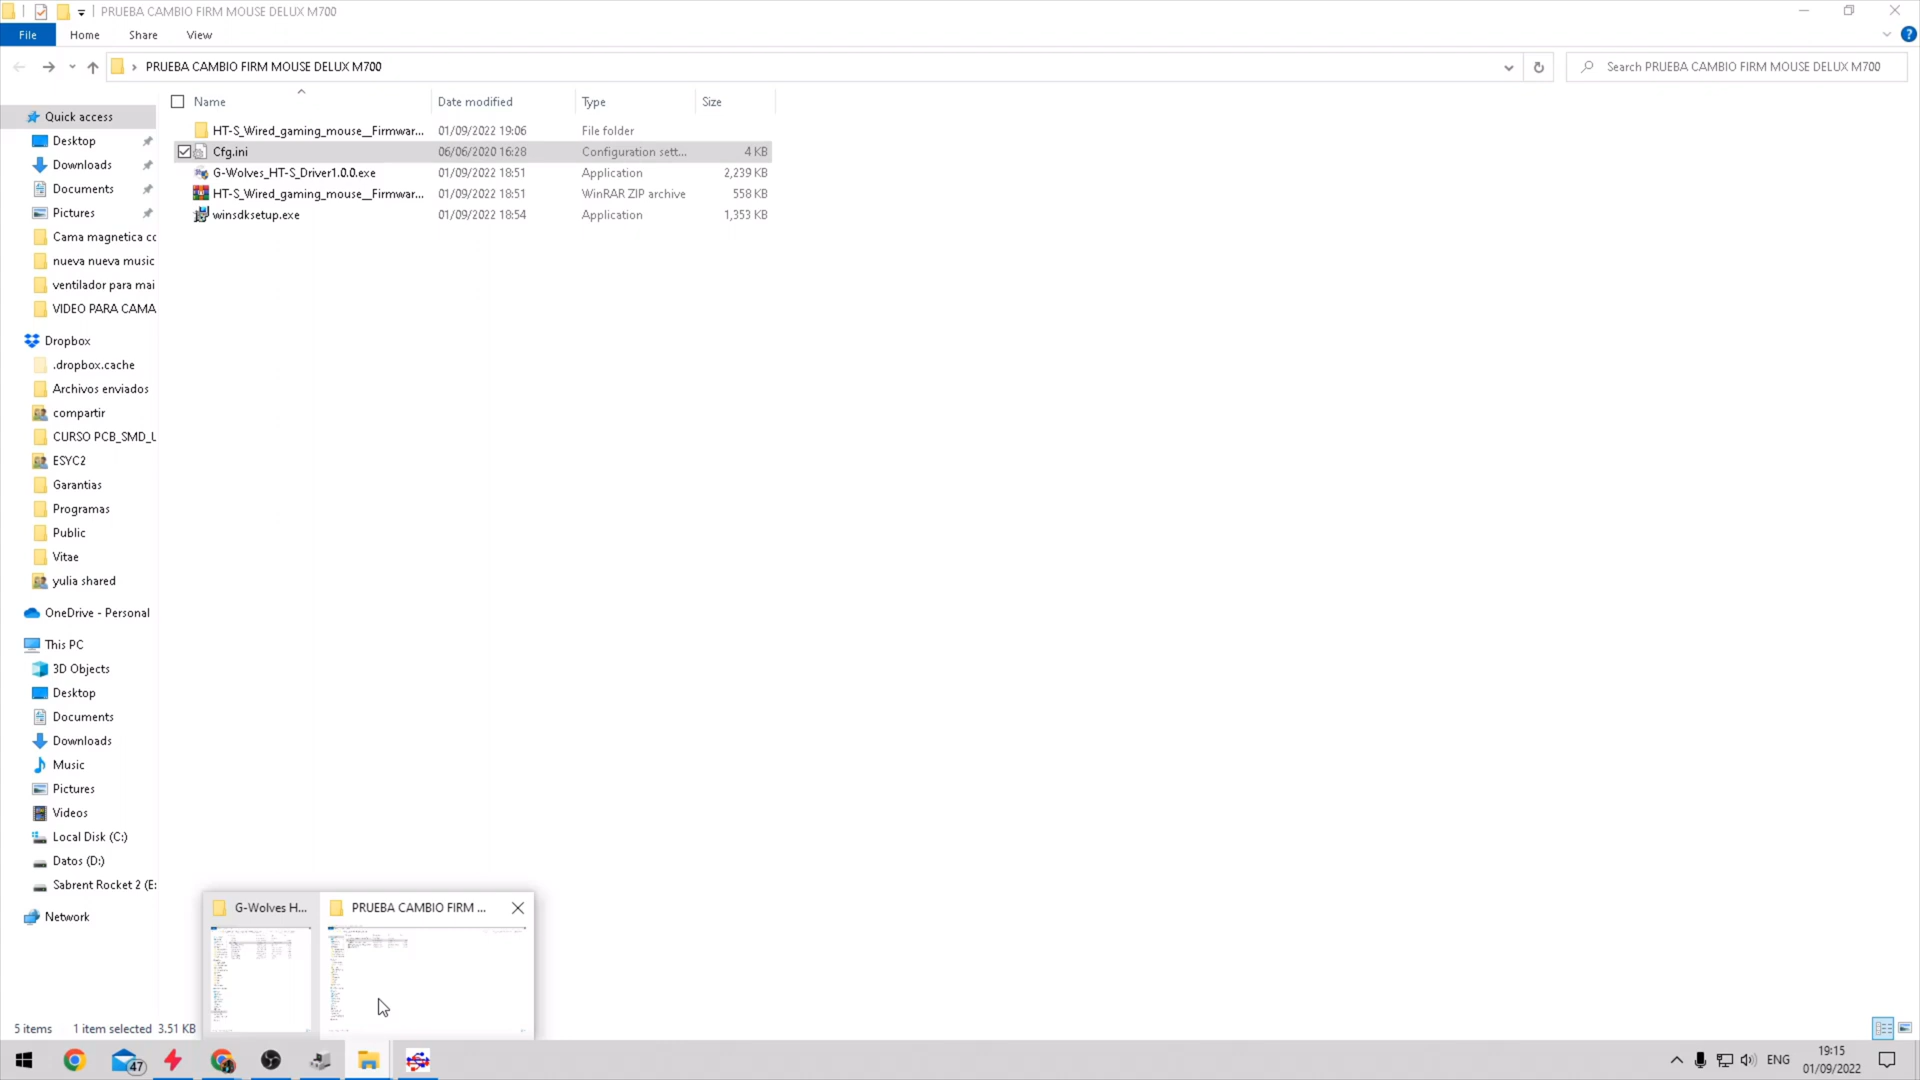 PRUEBA CAMBIO FIRM MOUSE DELUX M700
File Home Share View
PRUEBA CAMBIO FIRM MOUSE DELUX M700
Search PRUEBA CAMBIO FIRM MOUSE DELUX M700
Name Date modified Type Size
HT-S_Wired_gaming_mouse__Firmwar... 01/09/2022 19:06 File folder
Cfg.ini 06/06/2020 16:28 Configuration sett... 4 KB
G-Wolves_HT-S_Driver1.0.0.exe 01/09/2022 18:51 Application 2,239 KB
HT-S_Wired_gaming_mouse__Firmwar... 01/09/2022 18:51 WinRAR ZIP archive 558 KB
winsdksetup.exe 01/09/2022 18:54 Application 1,353 KB
Quick access
Desktop
Downloads
Documents
Pictures
Cama magnetica cc
nueva nueva music
ventilador para mai
VIDEO PARA CAMA
Dropbox
.dropbox.cache
Archivos enviados
compartir
CURSO PCB_SMD_U
ESYC2
Garantias
Programas
Public
Vitae
yulia shared
OneDrive - Personal
This PC
3D Objects
Desktop
Documents
Downloads
Music
Pictures
Videos
Local Disk (C:)
Datos (D:)
Sabrent Rocket 2 (E:
Network
G-Wolves H... PRUEBA CAMBIO FIRM ...
5 items 1 item selected 3.51 KB
47
ENG
19:15
01/09/2022